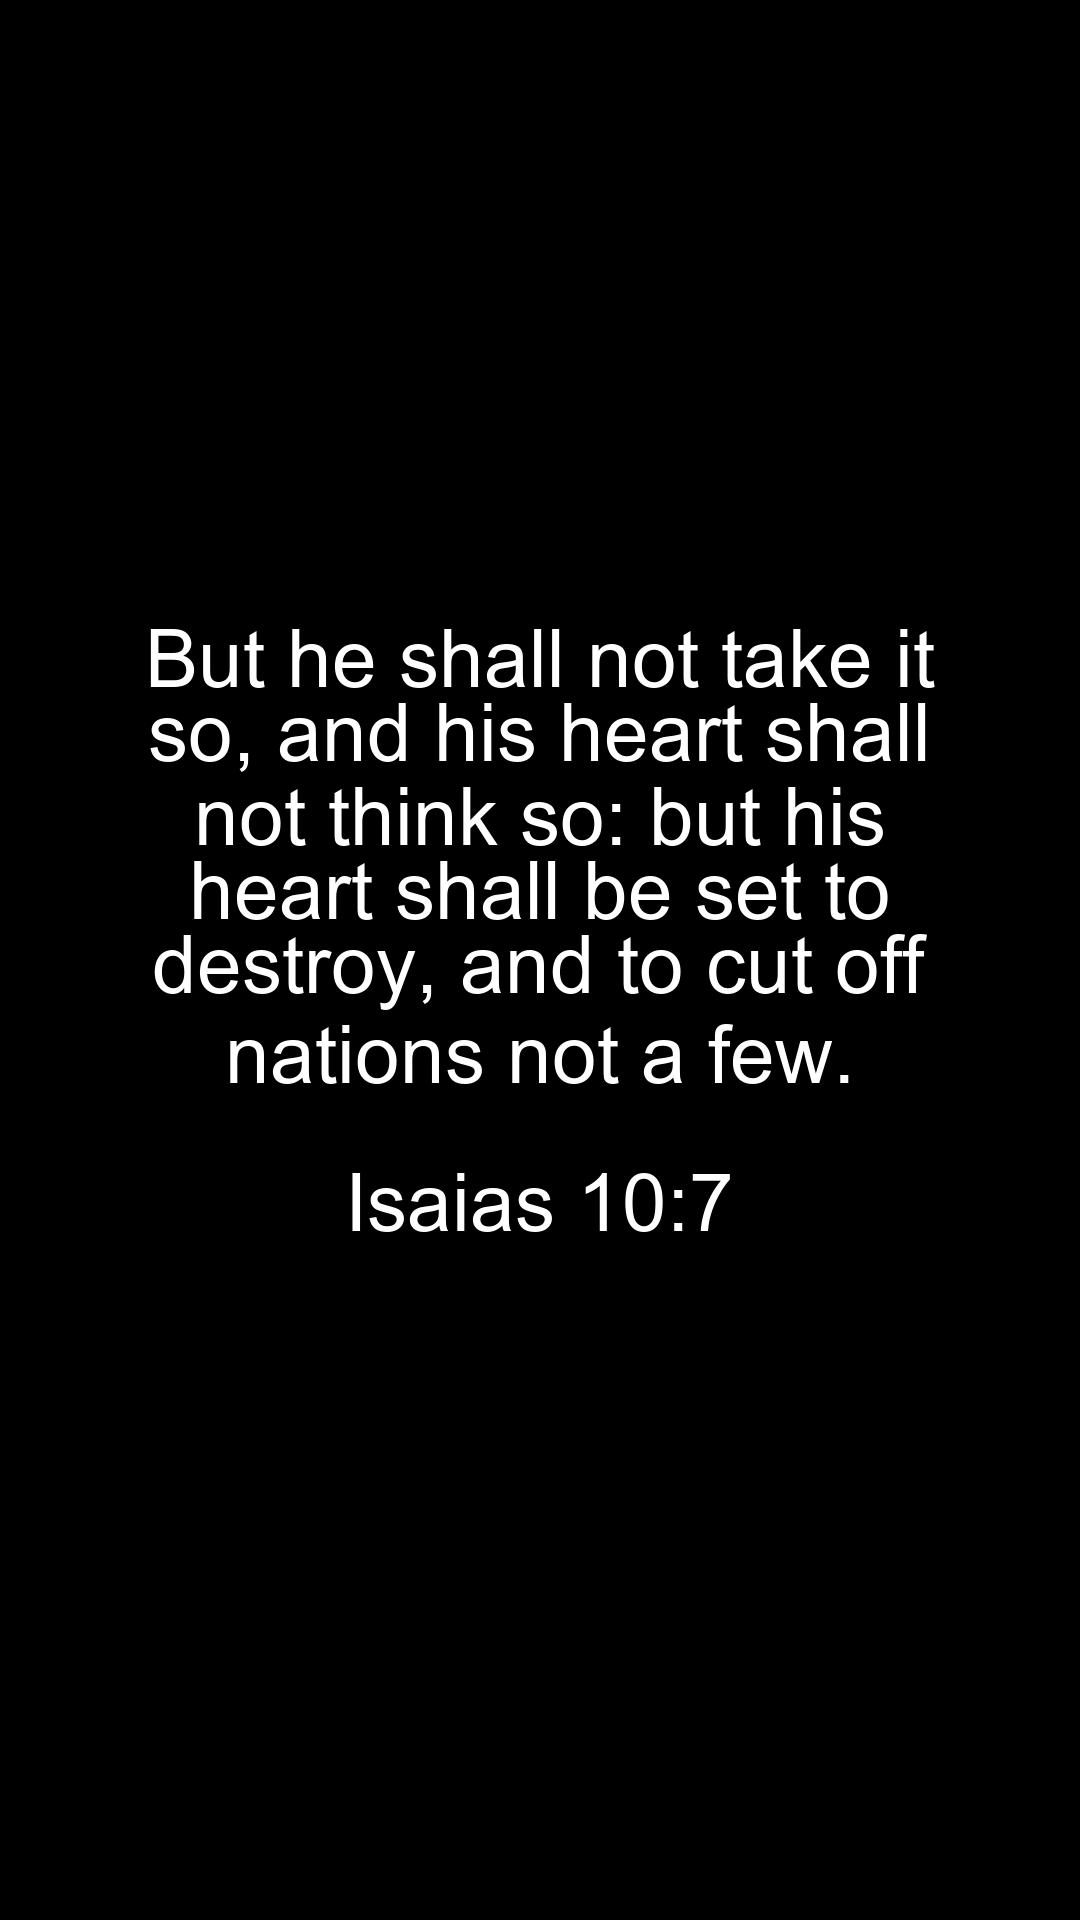 But he shall not take it
so, and his heart shall
not think so: but his
heart shall be set to
destroy, and to cut off
nations not a few.
Isaias 10:7